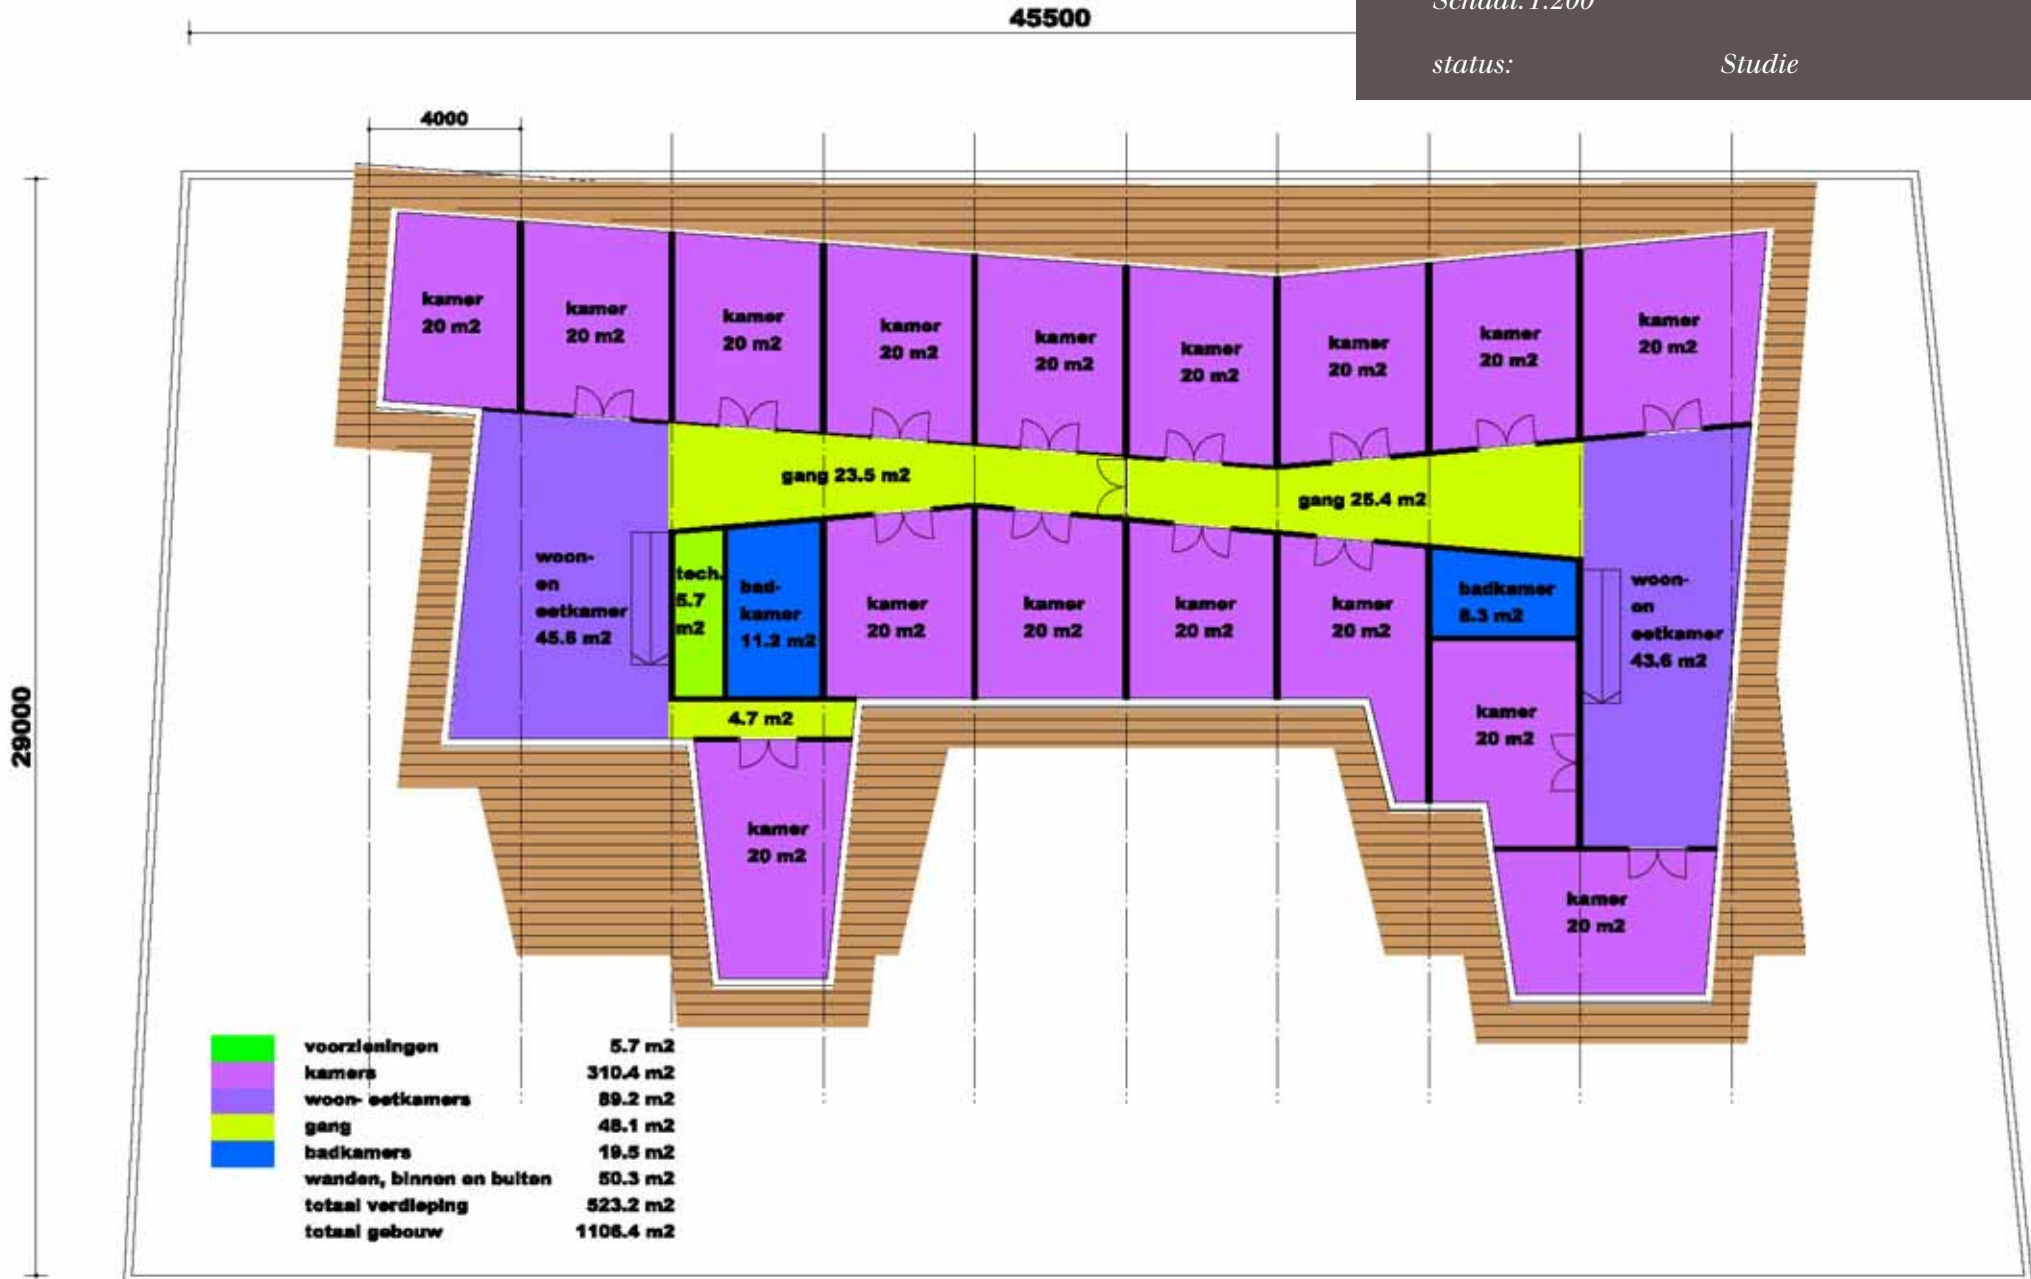 45500
Schaal:1:200
status: Studie
4000
29000
kamer
20 m2
kamer
20 m2
kamer
20 m2
kamer
20 m2
kamer
20 m2
kamer
20 m2
kamer
20 m2
kamer
20 m2
kamer
20 m2
gang 23.5 m2
gang 25.4 m2
woon-
en
eetkamer
45.6 m2
tech.
5.7
m2
bad-
kamer
11.2 m2
kamer
20 m2
kamer
20 m2
kamer
20 m2
kamer
20 m2
badkamer
8.3 m2
woon-
en
eetkamer
43.6 m2
kamer
20 m2
4.7 m2
kamer
20 m2
kamer
20 m2
voorzieningen 5.7 m2
kamers 310.4 m2
woon- eetkamers 89.2 m2
gang 48.1 m2
badkamers 19.5 m2
wanden, binnen en buiten 50.3 m2
totaal verdieping 523.2 m2
totaal gebouw 1106.4 m2